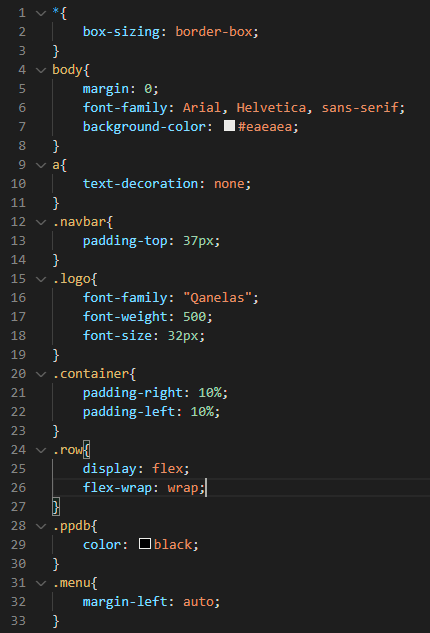 1 *{
2     box-sizing: border-box;
3 }
4 body{
5     margin: 0;
6     font-family: Arial, Helvetica, sans-serif;
7     background-color: #eaeaea;
8 }
9 a{
10     text-decoration: none;
11 }
12 .navbar{
13     padding-top: 37px;
14 }
15 .logo{
16     font-family: "Qanelas";
17     font-weight: 500;
18     font-size: 32px;
19 }
20 .container{
21     padding-right: 10%;
22     padding-left: 10%;
23 }
24 .row{
25     display: flex;
26     flex-wrap: wrap;
27 }
28 .ppdb{
29     color: black;
30 }
31 .menu{
32     margin-left: auto;
33 }